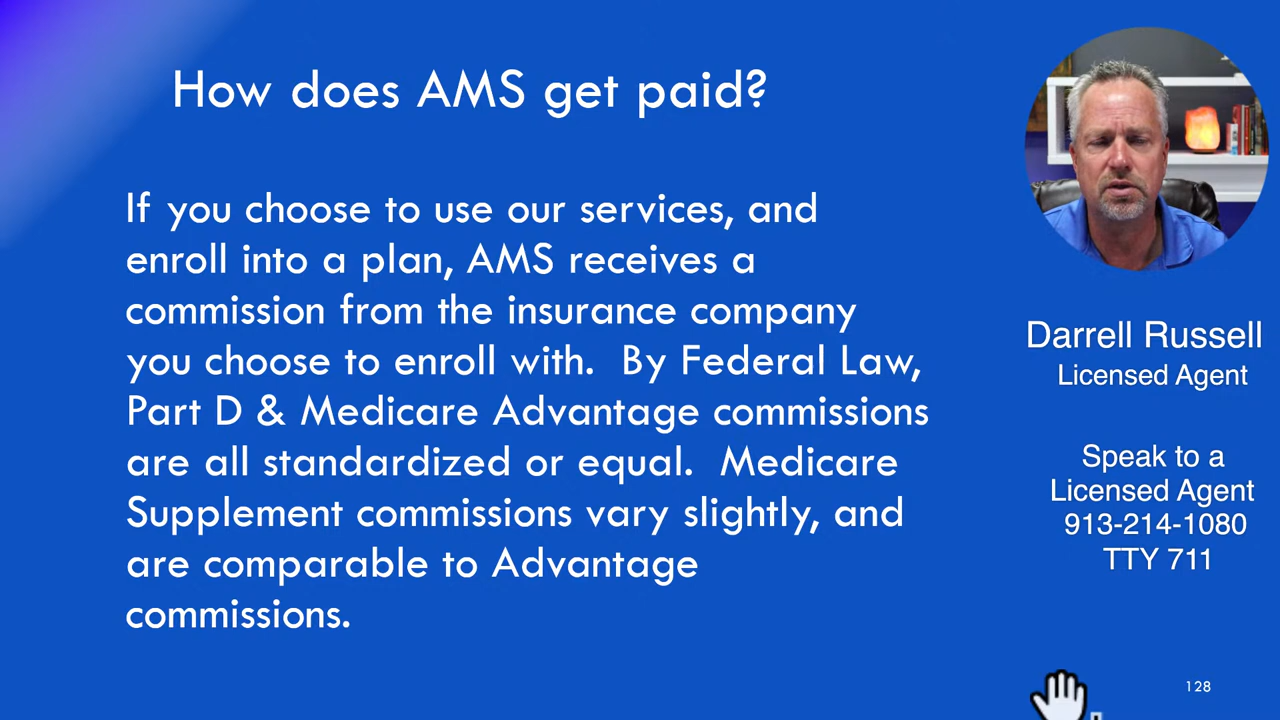 How does AMS get paid?
If you choose to use our services, and
enroll into a plan, AMS receives a
commission from the insurance company
you choose to enroll with.  By Federal Law,
Part D & Medicare Advantage commissions
are all standardized or equal.  Medicare
Supplement commissions vary slightly, and
are comparable to Advantage
commissions.
Darrell Russell
Licensed Agent
Speak to a
Licensed Agent
913-214-1080
TTY 711
128